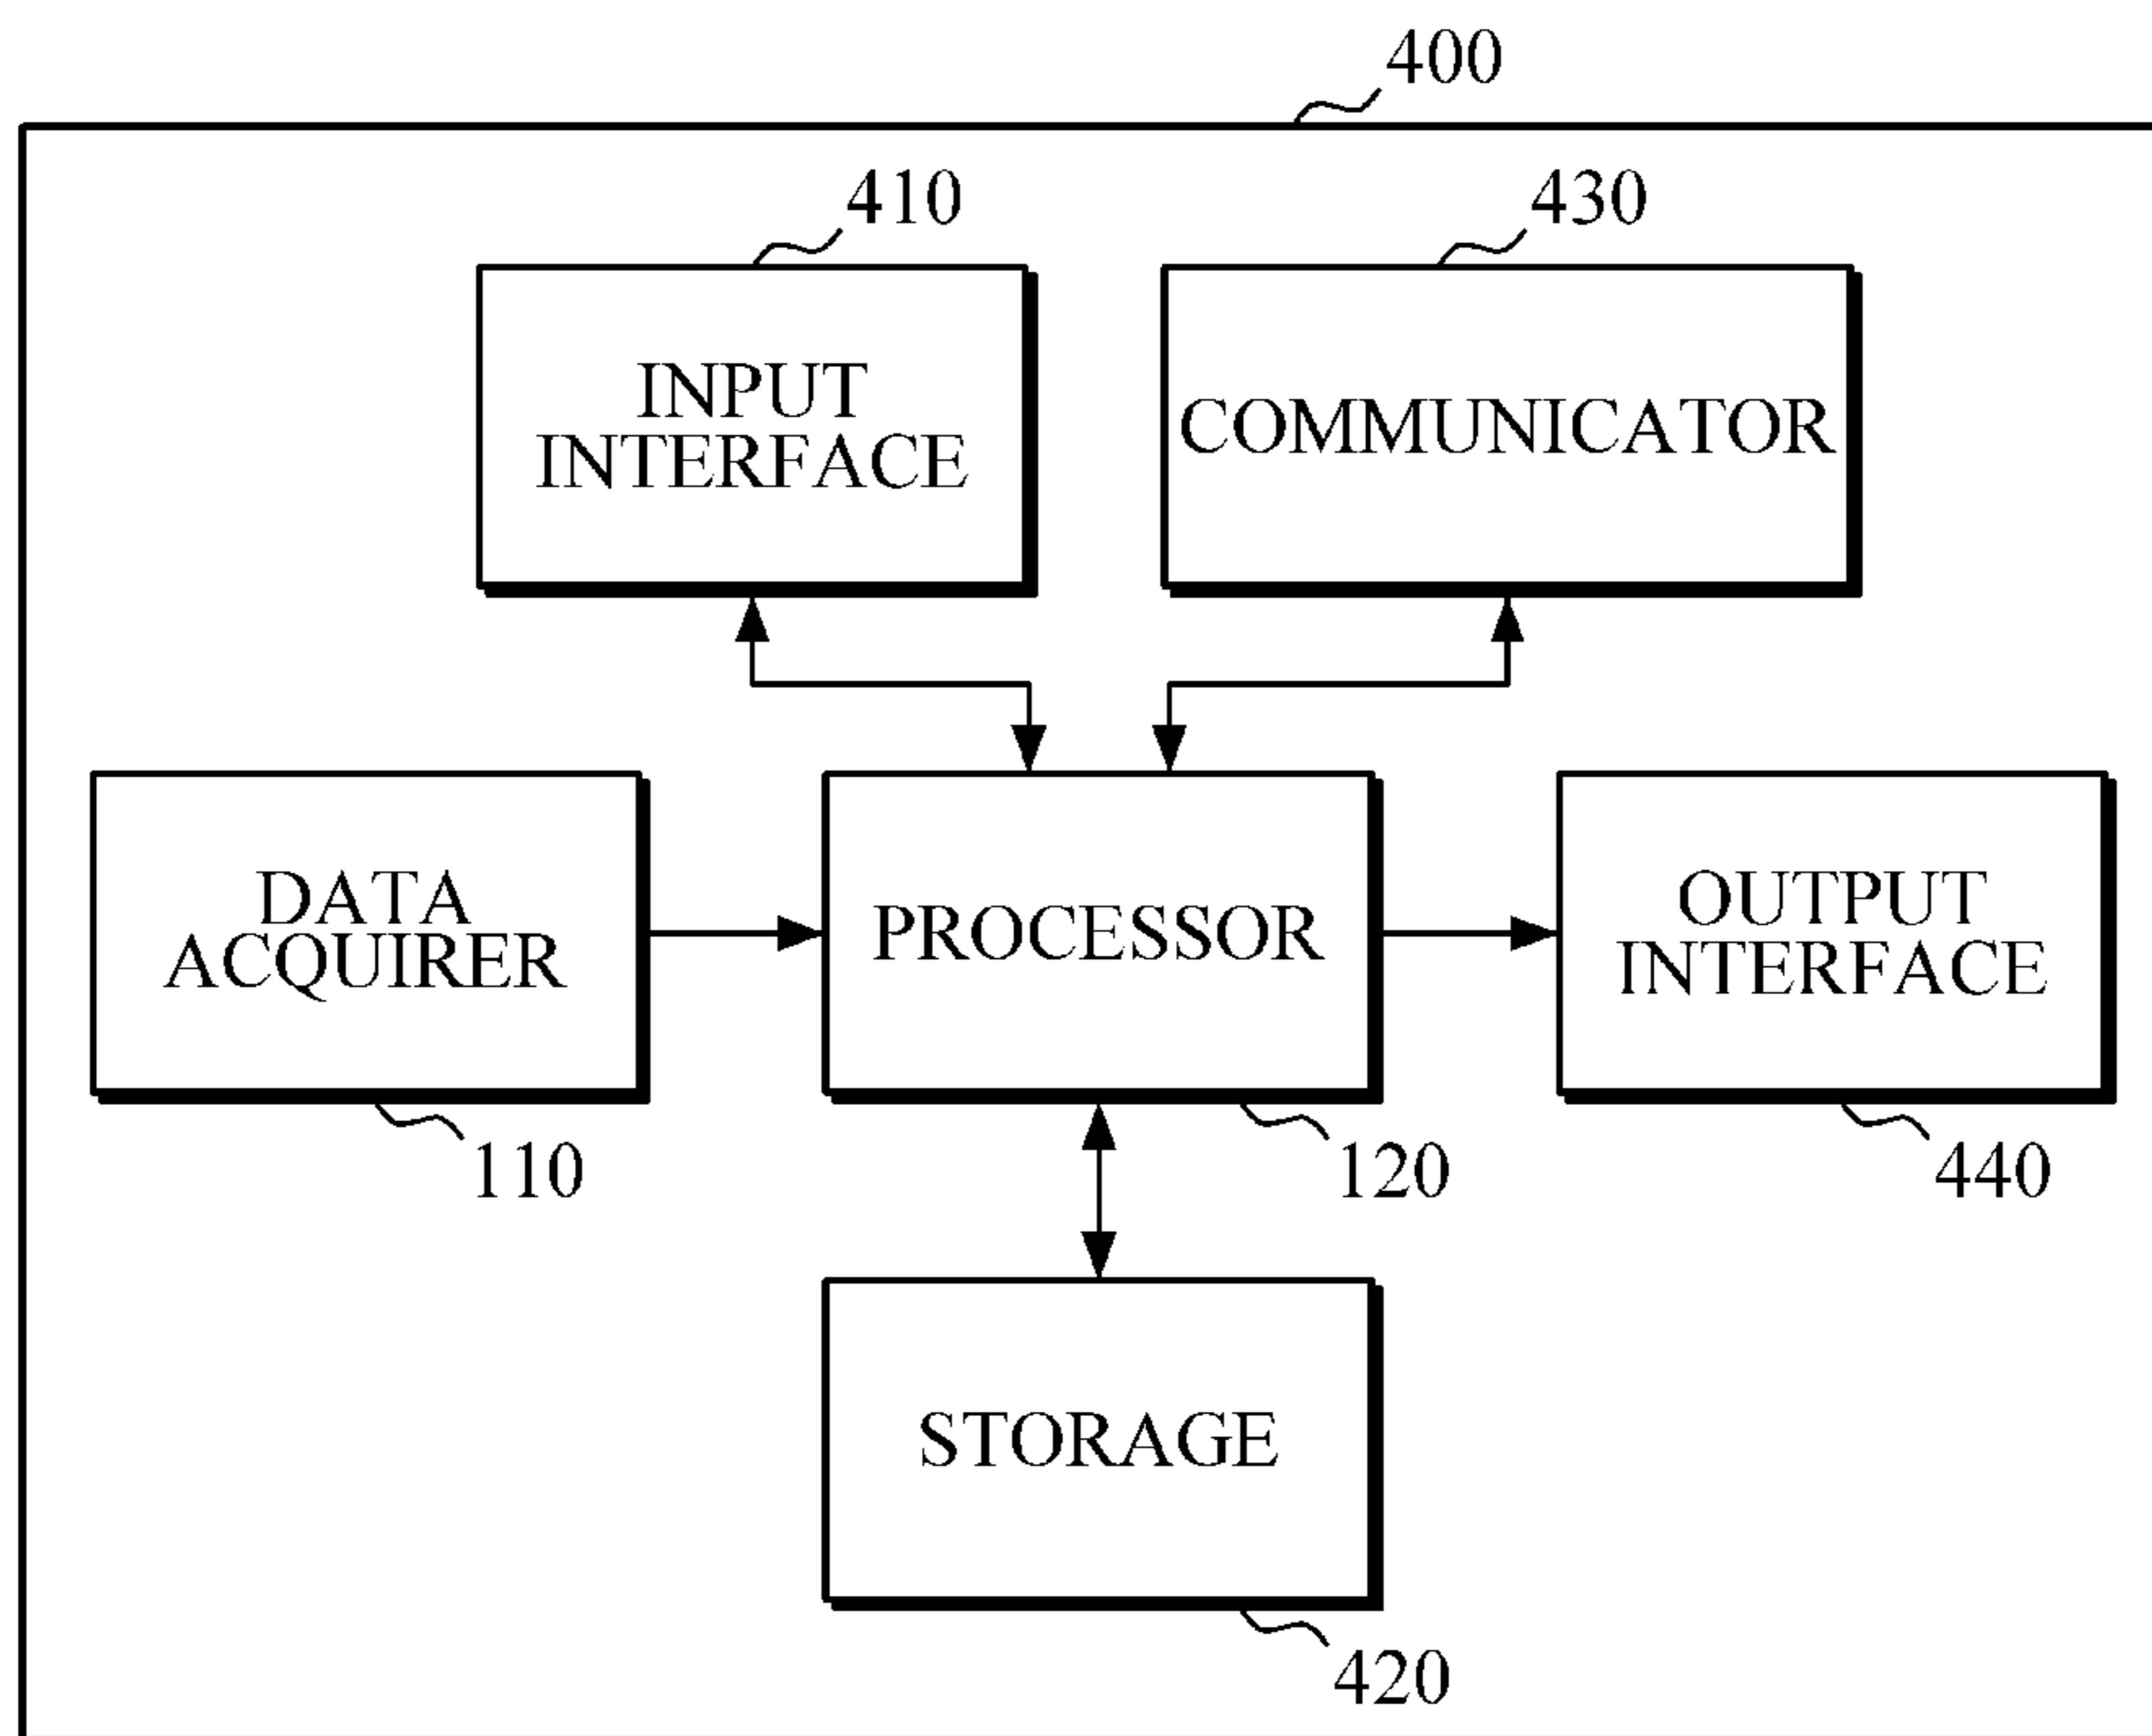 400
410
430
INPUT
INTERFACE
COMMUNICATOR
DATA
ACQUIRER
PROCESSOR
OUTPUT
INTERFACE
110
120
440
STORAGE
420